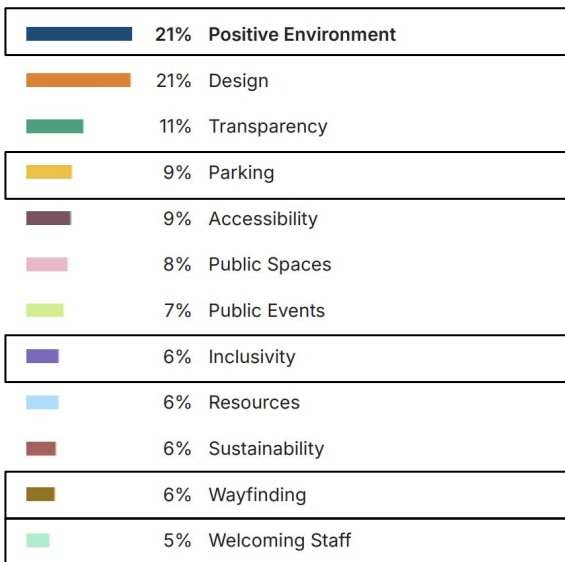 21% Positive Environment
21% Design
11% Transparency
9% Parking
9% Accessibility
8% Public Spaces
7% Public Events
6% Inclusivity
6% Resources
6% Sustainability
6% Wayfinding
5% Welcoming Staff